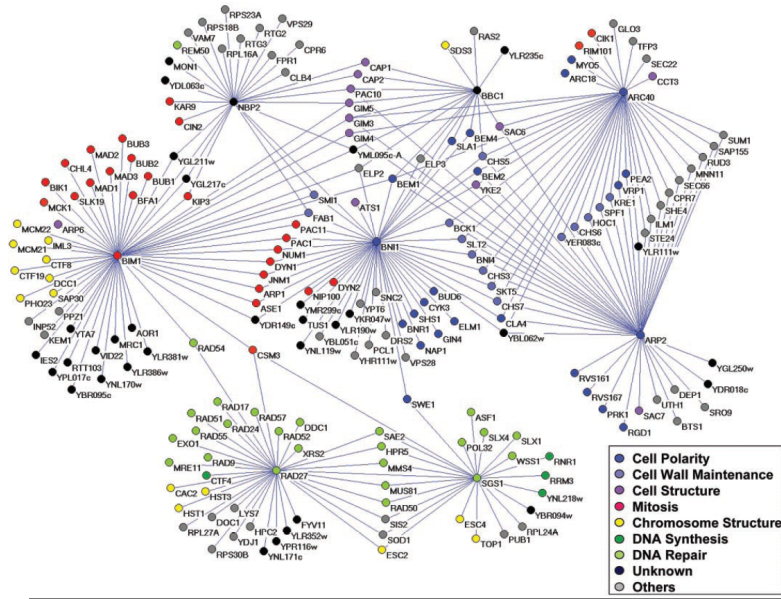 RPS23A
RPS18B
RTG2
VPS29
VAM7
RTG3
REM50
RPL16A
CPR6
FPR1
MON1
CLB4
YDL063c
KAR9
NBP2
CIN2
CAP1
CAP2
PAC10
GIM5
GIM3
GIM4
YML095c-A
SDS3
RAS2
YLR235c
BBC1
SAC6
BEM4
SLA1
CHS5
ELP3
ELP2
BEM1
BEM2
YKE2
ATS1
CIK1
GLO3
RIM101
TFP3
MYO5
SEC22
ARC18
CCT3
ARC40
SUM1
SAP155
RUD3
MNN11
SEC66
CPR7
SHE4
ILM1
STE24
YLR111w
PEA2
VRP1
KRE1
SPF1
HOC1
CHS6
YER083c
YGL211w
YGL217c
KIP3
BUB3
MAD2
BUB2
CHL4
MAD3
BUB1
BIK1
MAD1
SLK19
BFA1
MCK1
MCM22
ARP6
IML3
MCM21
CTF8
BIM1
CTF19
DCC1
PHO23
SAP30
INP52
PPZ1
KEM1
YTA7
AOR1
MRC1
YLR381w
VID22
IES2
RTT103
YLR386w
YPL017c
YNL170w
YBR095c
SMI1
FAB1
PAC11
PAC1
NUM1
DYN1
JNM1
ARP1
ASE1
YDR149c
BNI1
DYN2
NIP100
YMR299c
SNC2
YPT6
YKR047w
TUS1
YLR190w
DRS2
YBL051c
YNL119w
PCL1
YHR111w
VPS28
BUD6
CYK3
SHS1
ELM1
BNR1
GIN4
NAP1
BCK1
SLT2
BNI4
CHS3
SKT5
CHS7
CLA4
YBL062w
ARP2
YGL250w
RVS161
YDR018c
DEP1
RVS167
UTH1
SRO9
PRK1
SAC7
BTS1
RGD1
RAD54
CSM3
SWE1
RAD17
RAD51
RAD57
DDC1
RAD24
RAD55
RAD52
EXO1
XRS2
RAD9
MRE11
CTF4
RAD27
CAC2
HST3
HST1
LYS7
DOC1
HPC2
FYV11
RPL27A
YDJ1
YLR352w
RPS30B
YPR116w
YNL171c
SAE2
HPR5
MMS4
MUS81
RAD50
SIS2
SOD1
ESC2
ASF1
SLX4
SLX1
POL32
WSS1
RNR1
SGS1
RRM3
YNL218w
YBR094w
ESC4
RPL24A
TOP1
PUB1
Cell Polarity
Cell Wall Maintenance
Cell Structure
Mitosis
Chromosome Structure
DNA Synthesis
DNA Repair
Unknown
Others